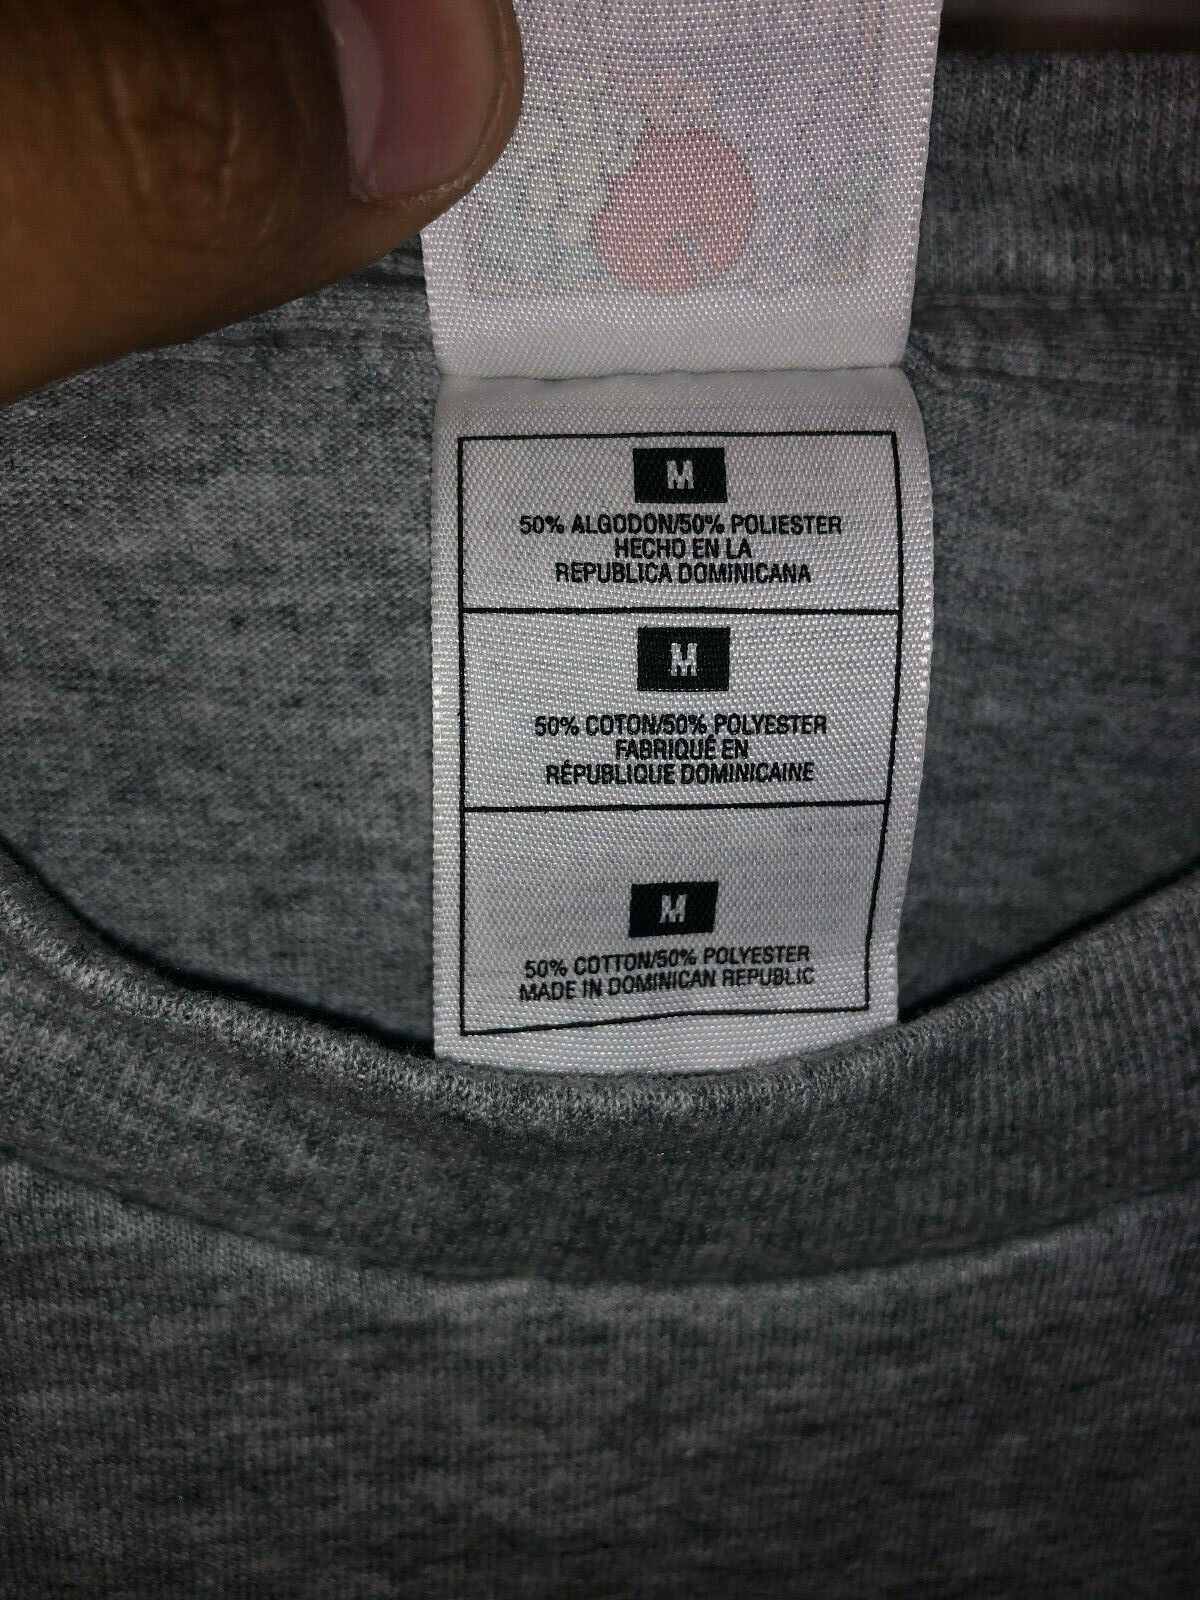 M
50% ALGODON/50% POLIESTER
HECHO EN LA
REPUBLICA DOMINICANA
M
50% COTON/50% POLYESTER
FABRIQUÉ EN
RÉPUBLIQUE DOMINICAINE
M
50% COTTON/50% POLYESTER
MADE IN DOMINICAN REPUBLIC